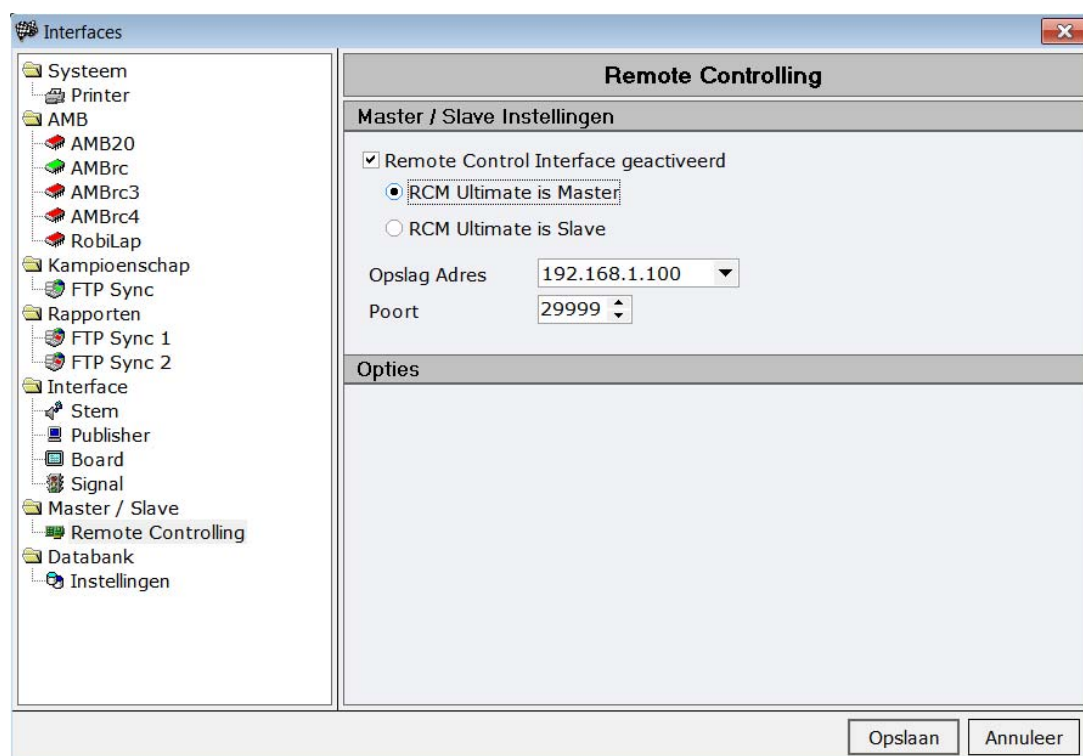 Interfaces
Systeem
Printer
AMB
AMB20
AMBrc
AMBrc3
AMBrc4
RobiLap
Kampioenschap
FTP Sync
Rapporten
FTP Sync 1
FTP Sync 2
Interface
Stem
Publisher
Board
Signal
Master / Slave
Remote Controlling
Databank
Instellingen
Remote Controlling
Master / Slave Instellingen
Remote Control Interface geactiveerd
RCM Ultimate is Master
RCM Ultimate is Slave
Opslag Adres 192.168.1.100
Poort 29999
Opties
Opslaan Annuleer